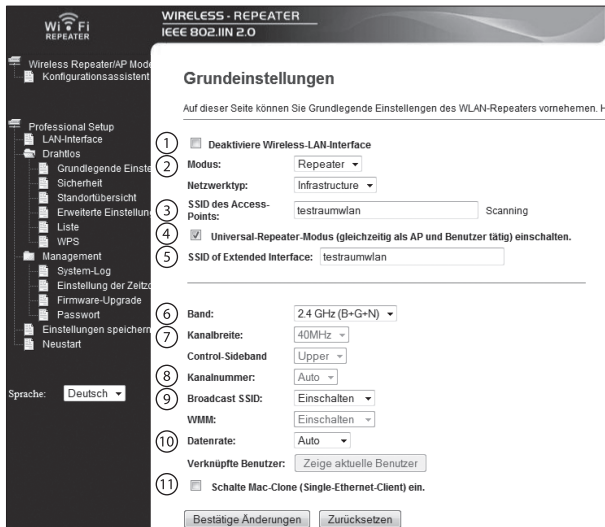 Wi Fi
REPEATER
WIRELESS - REPEATER
IEEE 802.11N 2.0
Wireless Repeater/AP Mode
Konfigurationsassistent
Professional Setup
LAN-Interface
Drahtlos
Grundlegende Einste
Sicherheit
Standortübersicht
Erweiterte Einstellun
Liste
WPS
Management
System-Log
Einstellung der Zeitzo
Firmware-Upgrade
Passwort
Einstellungen speichern
Neustart
Sprache: Deutsch
Grundeinstellungen
Auf dieser Seite können Sie Grundlegende Einstellungen des WLAN-Repeaters vornehemen. H
1 Deaktiviere Wireless-LAN-Interface
2 Modus: Repeater
Netzwerktyp: Infrastructure
3 SSID des Access-Points: testraumwlan Scanning
4 Universal-Repeater-Modus (gleichzeitig als AP und Benutzer tätig) einschalten.
5 SSID of Extended Interface: testraumwlan
6 Band: 2.4 GHz (B+G+N)
7 Kanalbreite: 40MHz
Control-Sideband Upper
8 Kanalnummer: Auto
9 Broadcast SSID: Einschalten
WMM: Einschalten
10 Datenrate: Auto
Verknüpfte Benutzer: Zeige aktuelle Benutzer
11 Schalte Mac-Clone (Single-Ethernet-Client) ein.
Bestätige Änderungen Zurücksetzen